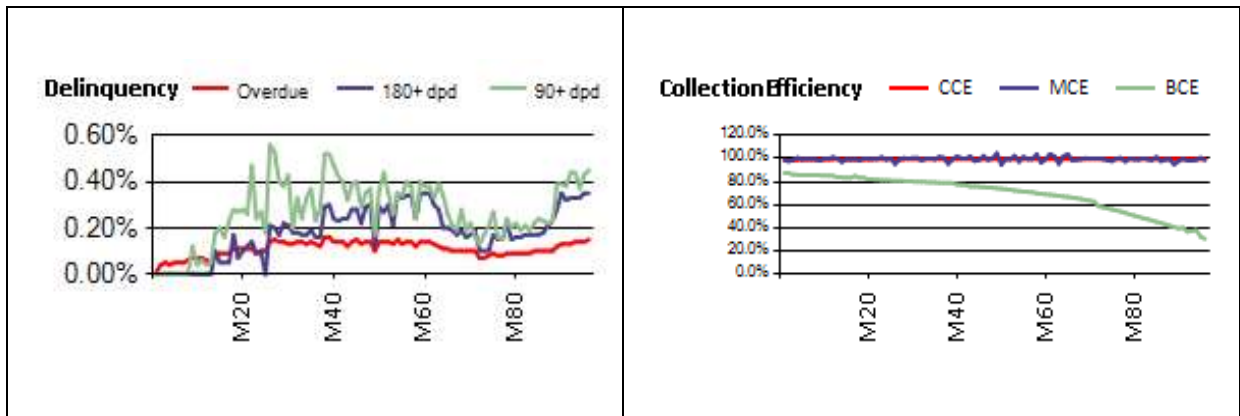 Delinquency Overdue 180+ dpd 90+ dpd
0.60%
0.40%
0.20%
0.00%
M20 M40 M60 M80
Collection Efficiency CCE MCE BCE
120.0%
100.0%
80.0%
60.0%
40.0%
20.0%
0.0%
M20 M40 M60 M80